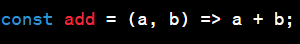 const add = (a, b) => a + b;